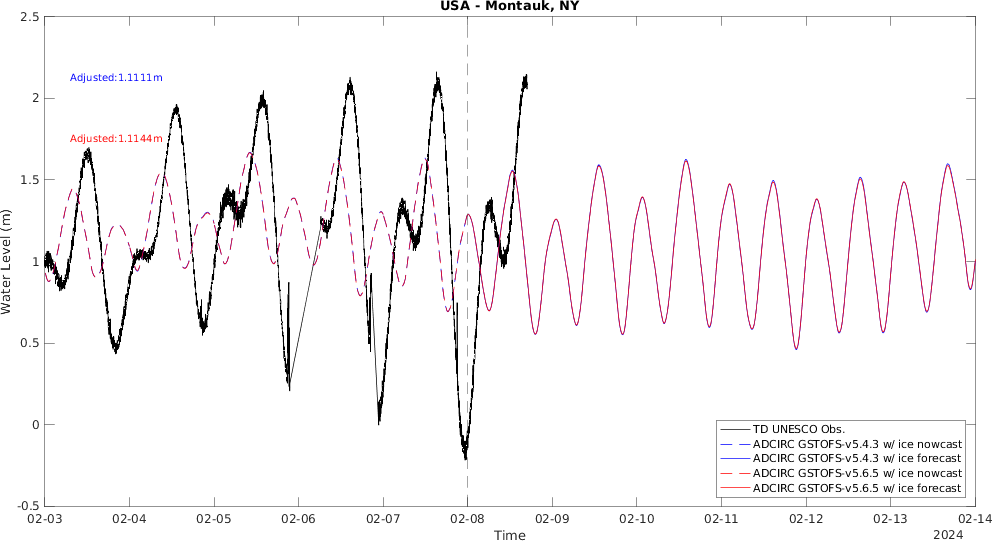 USA - Montauk, NY
2.5
2
1.5
1
0.5
0
-0.5
Water Level (m)
Adjusted:1.1111m
Adjusted:1.1144m
TD UNESCO Obs.
ADCIRC GSTOFS-v5.4.3 w/ ice nowcast
ADCIRC GSTOFS-v5.4.3 w/ ice forecast
ADCIRC GSTOFS-v5.6.5 w/ ice nowcast
ADCIRC GSTOFS-v5.6.5 w/ ice forecast
02-03 02-04 02-05 02-06 02-07 02-08 02-09 02-10 02-11 02-12 02-13 02-14
Time
2024